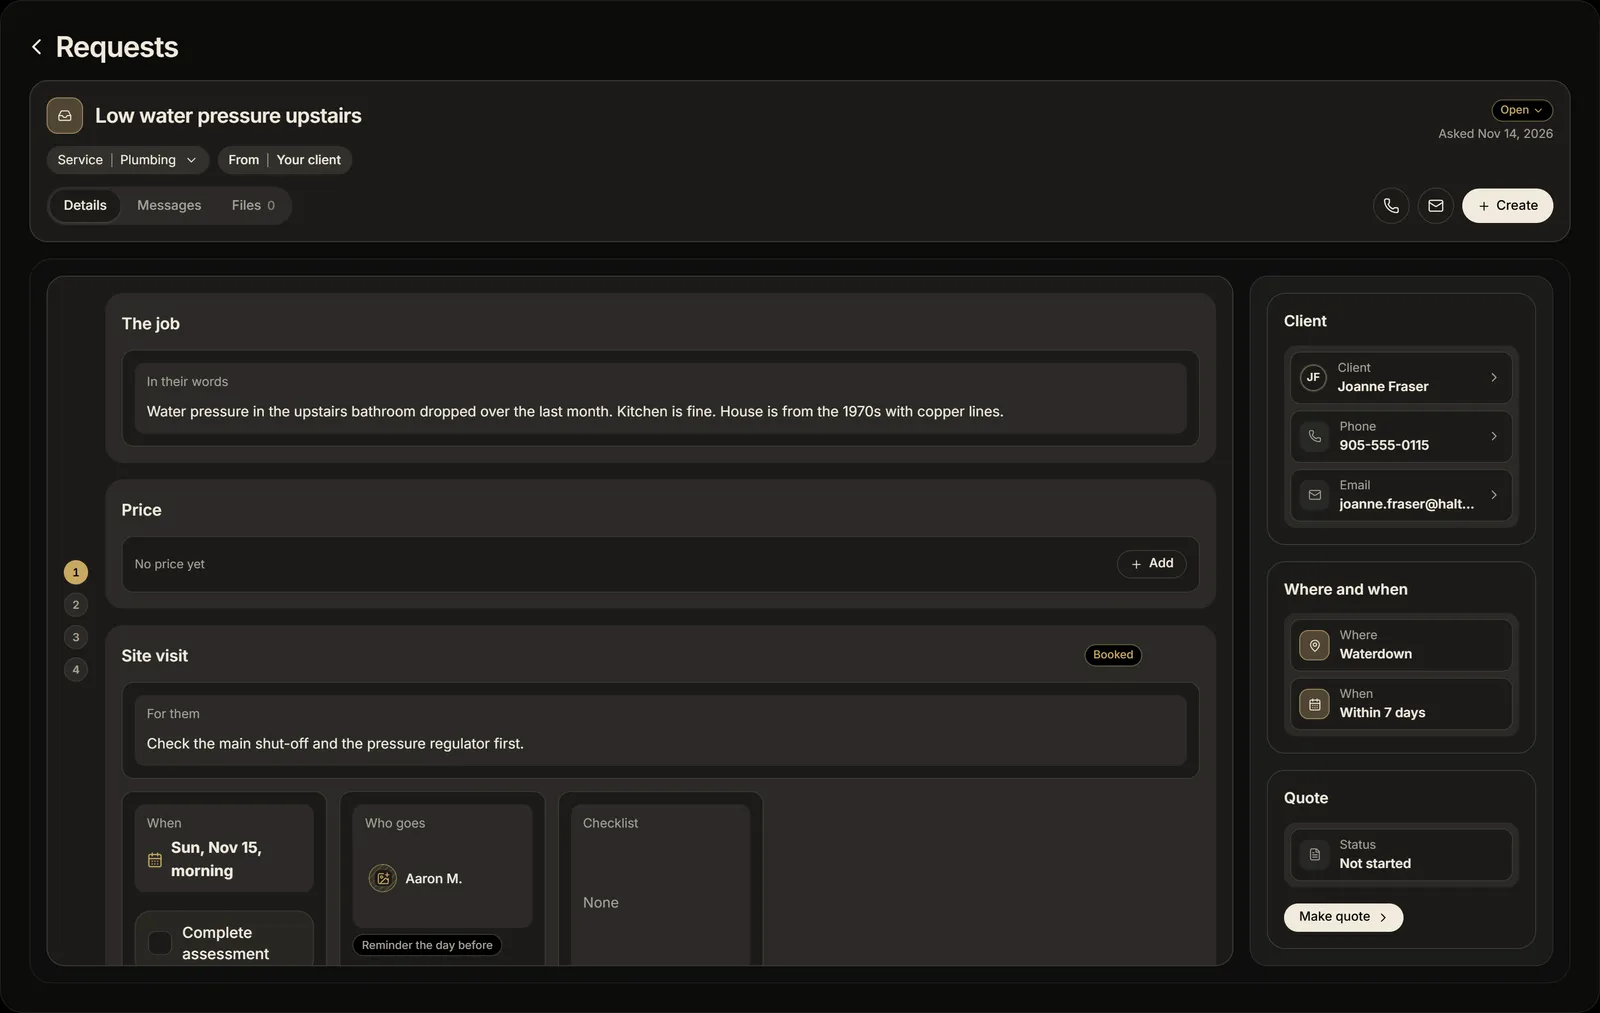 Requests
Low water pressure upstairs
Open
Asked Nov 14, 2026
Service | Plumbing
From | Your client
Details
Messages
Files 0
+ Create
The job
In their words
Water pressure in the upstairs bathroom dropped over the last month. Kitchen is fine. House is from the 1970s with copper lines.
Price
No price yet
+ Add
1
2
3
4
Site visit
Booked
For them
Check the main shut-off and the pressure regulator first.
When
Sun, Nov 15,
morning
Complete
assessment
Who goes
Aaron M.
Reminder the day before
Checklist
None
Client
JF
Client
Joanne Fraser
Phone
905-555-0115
Email
joanne.fraser@halt...
Where and when
Where
Waterdown
When
Within 7 days
Quote
Status
Not started
Make quote